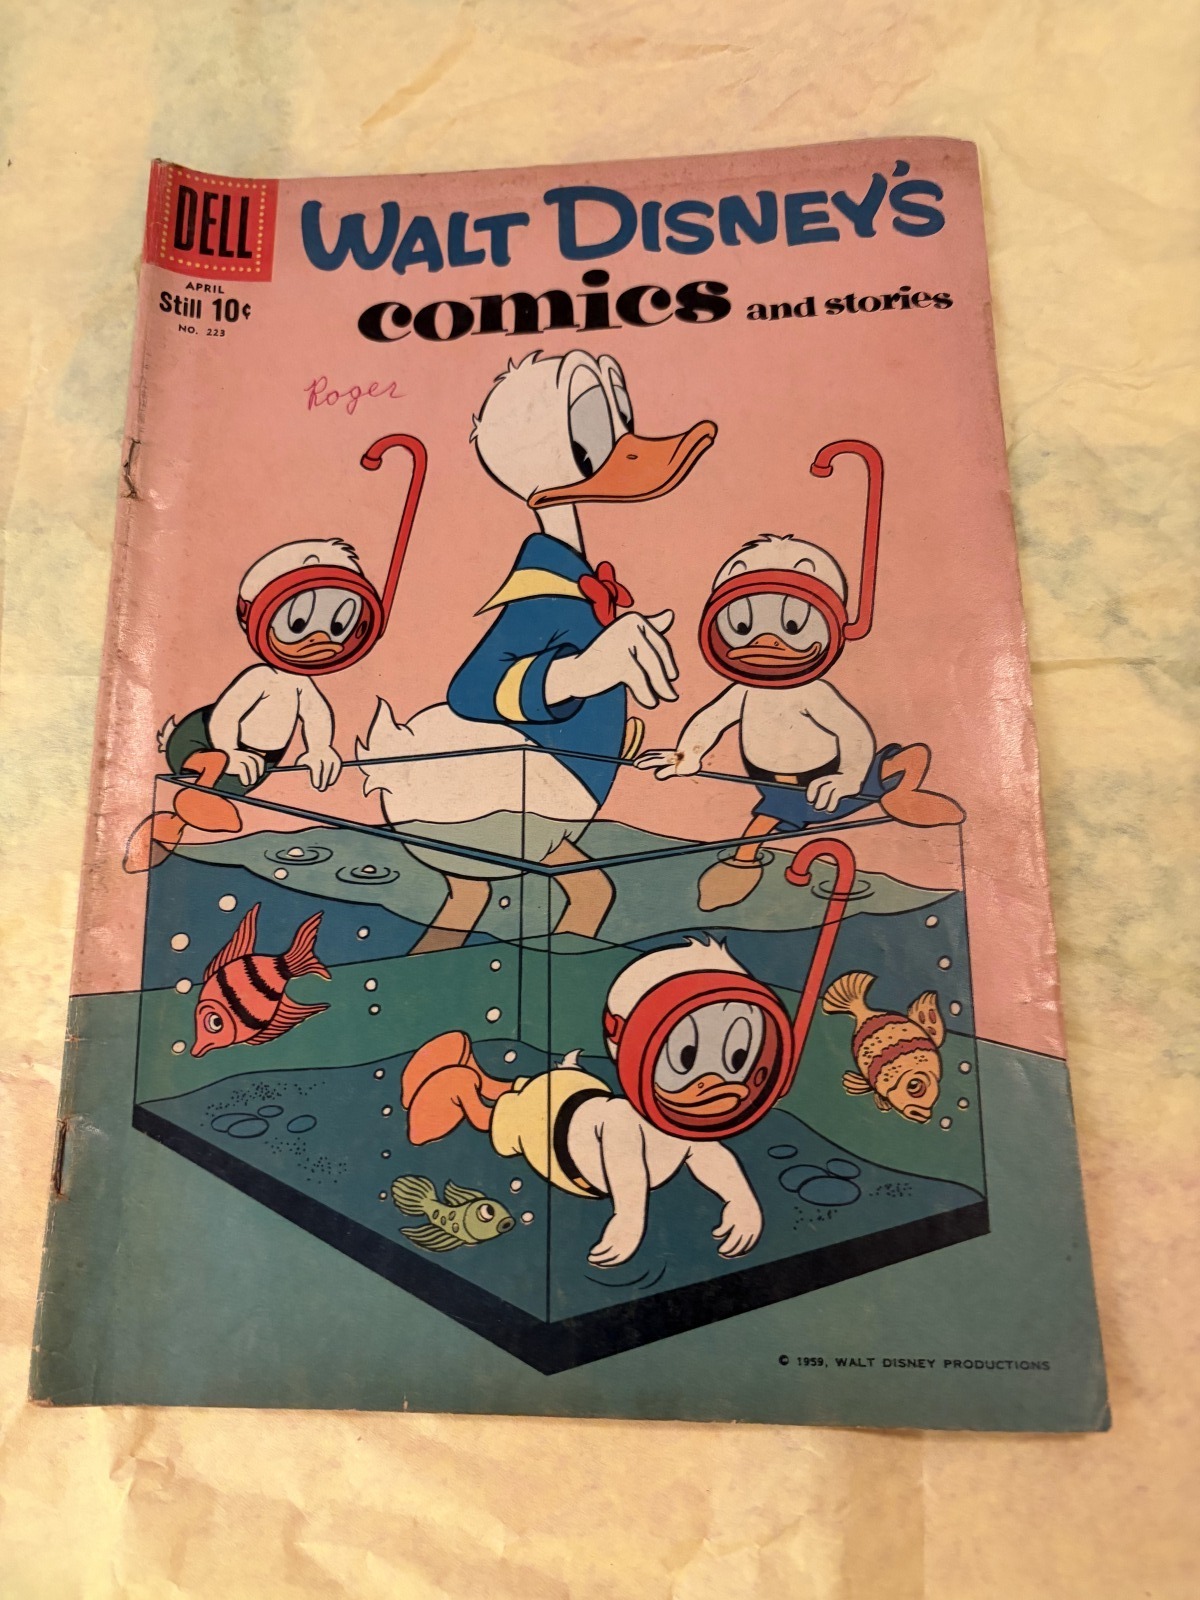 DELL
WALT DISNEY'S
comics and stories
APRIL
Still 10¢
NO. 223
Roger
© 1959, WALT DISNEY PRODUCTIONS